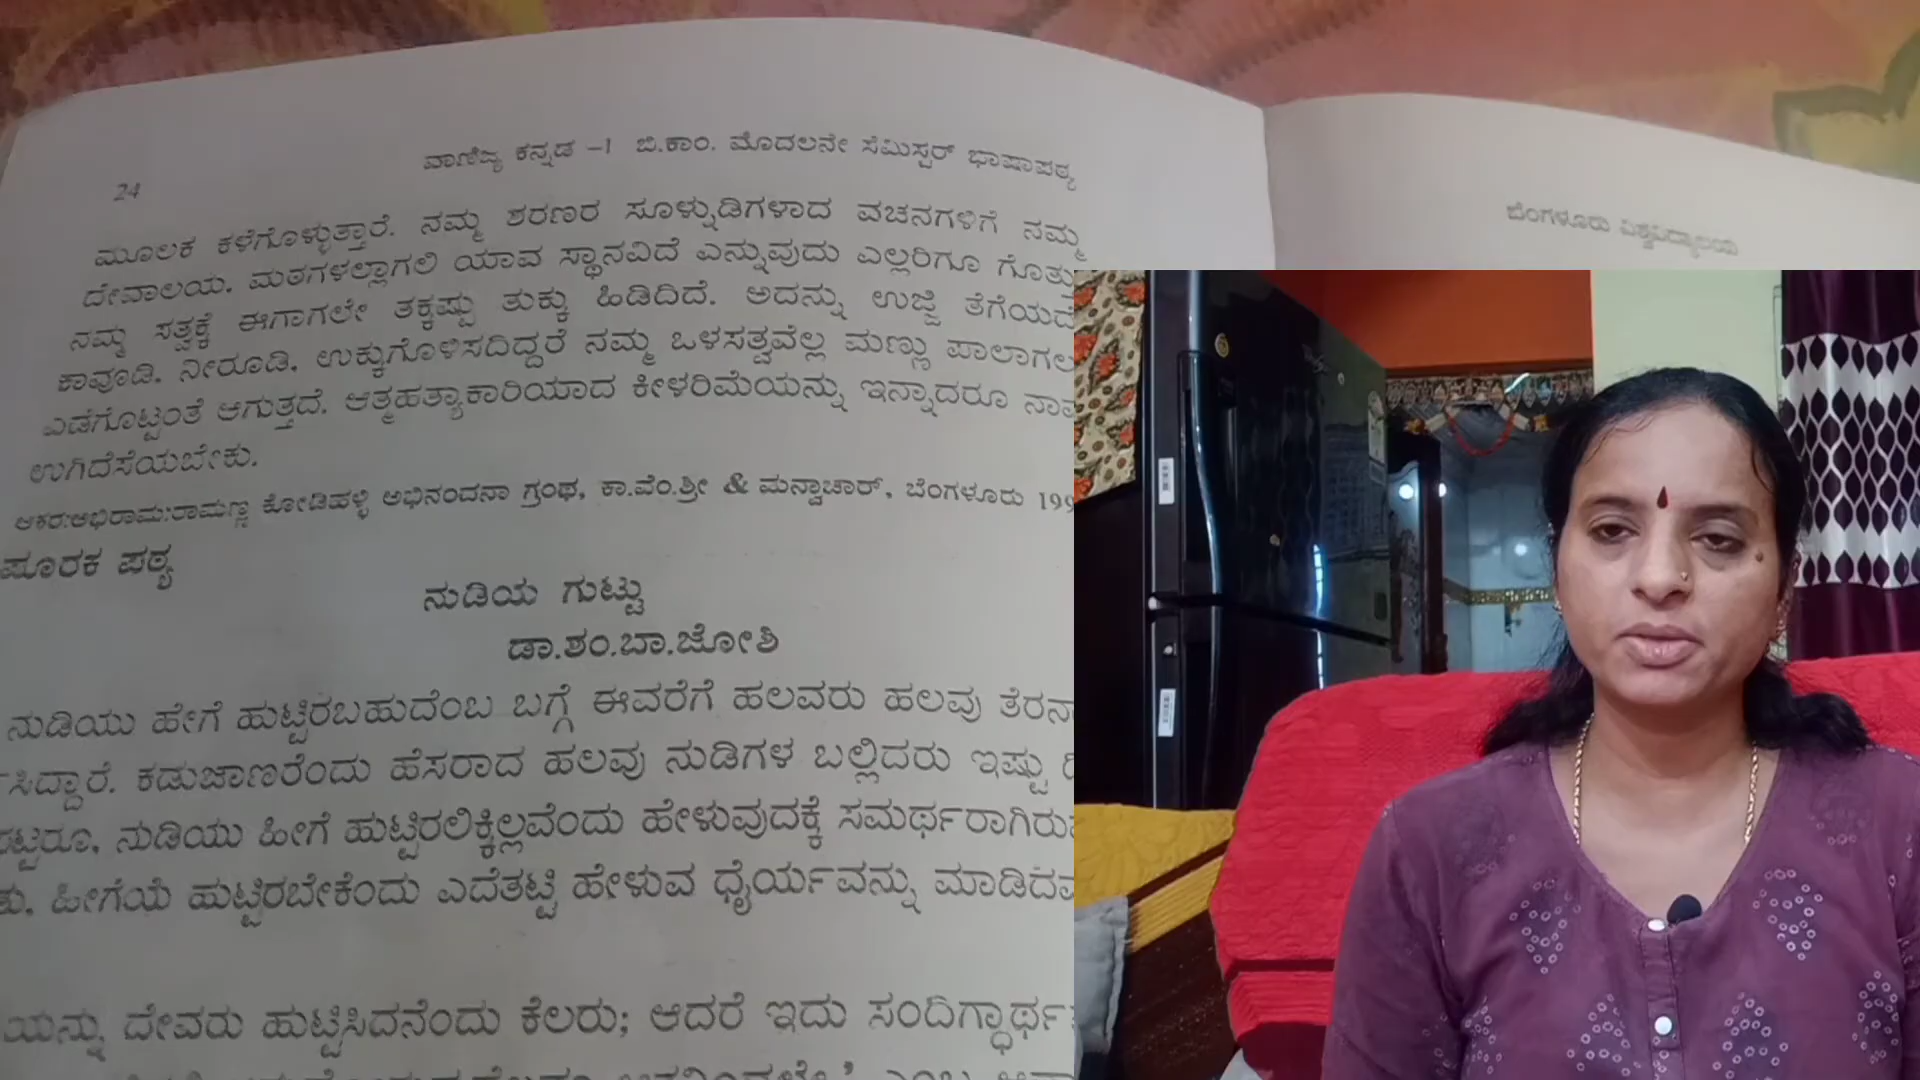 24
ವಾಣಿಜ್ಯ ಕನ್ನಡ –1 ಬಿ.ಕಾಂ. ಮೊದಲನೇ ಸೆಮಿಸ್ಟರ್ ಭಾಷಾಪಠ್ಯ
ಮೂಲಕ ಕಳೆಗೊಳ್ಳುತ್ತಾರೆ. ನಮ್ಮ ಶರಣರ ಸೂಳ್ನುಡಿಗಳಾದ ವಚನಗಳಿಗೆ ನಮ್ಮ
ದೇವಾಲಯ. ಮಠಗಳಲ್ಲಾಗಲಿ ಯಾವ ಸ್ಥಾನವಿದೆ ಎನ್ನುವುದು ಎಲ್ಲರಿಗೂ ಗೊತ್ತು
ನಮ್ಮ ಸತ್ವಕ್ಕೆ ಈಗಾಗಲೇ ತಕ್ಕಷ್ಟು ತುಕ್ಕು ಹಿಡಿದಿದೆ. ಅದನ್ನು ಉಜ್ಜಿ ತೆಗೆಯದೆ
ಕಾವೂಡಿ. ನೀರೂಡಿ. ಉಕ್ಕುಗೊಳಿಸದಿದ್ದರೆ ನಮ್ಮ ಒಳಸತ್ವವೆಲ್ಲ ಮಣ್ಣು ಪಾಲಾಗಲ
ಎಡೆಗೊಟ್ಟಂತೆ ಆಗುತ್ತದೆ. ಆತ್ಮಹತ್ಯಾಕಾರಿಯಾದ ಕೀಳರಿಮೆಯನ್ನು ಇನ್ನಾದರೂ
ಉಗಿದೆಸೆಯಬೇಕು.
ಆಕರ:ಅಭಿರಾಮ:ರಾಮಣ್ಣ ಕೋಡಿಹಳ್ಳಿ ಅಭಿನಂದನಾ ಗ್ರಂಥ, ಕಾ.ವೆಂ.ಶ್ರೀ & ಮನ್ವಾಚಾರ್, ಬೆಂಗಳೂರು 199
ಪೂರಕ ಪಠ್ಯ
ನುಡಿಯ ಗುಟ್ಟು
ಡಾ.ಶಂ.ಬಾ.ಜೋಶಿ
ನುಡಿಯು ಹೇಗೆ ಹುಟ್ಟಿರಬಹುದೆಂಬ ಬಗ್ಗೆ ಈವರೆಗೆ ಹಲವರು ಹಲವು
ಸಿದ್ದಾರೆ. ಕಡುಜಾಣರೆಂದು ಹೆಸರಾದ ಹಲವು ನುಡಿಗಳ ಬಲ್ಲಿದರು ಇಷ್ಟು
ನುಡಿಯು ಹೀಗೆ ಹುಟ್ಟಿರಲಿಕ್ಕಿಲ್ಲವೆಂದು ಹೇಳುವುದಕ್ಕೆ ಸಮರ್ಥರಾಗಿರು
ಹೀಗೆಯೆ ಹುಟ್ಟಿರಬೇಕೆಂದು ಎದೆತಟ್ಟಿ ಹೇಳುವ ಧೈರ್ಯವನ್ನು
ಯನ್ನು ದೇವರು ಹುಟ್ಟಿಸಿದನೆಂದು ಕೆಲರು; ಆದರೆ ಇದು ಸಂದಿಗ್ಧಾರ್ಥ
ಬೆಂಗಳೂರು ವಿಶ್ವವಿದ್ಯಾಲಯ